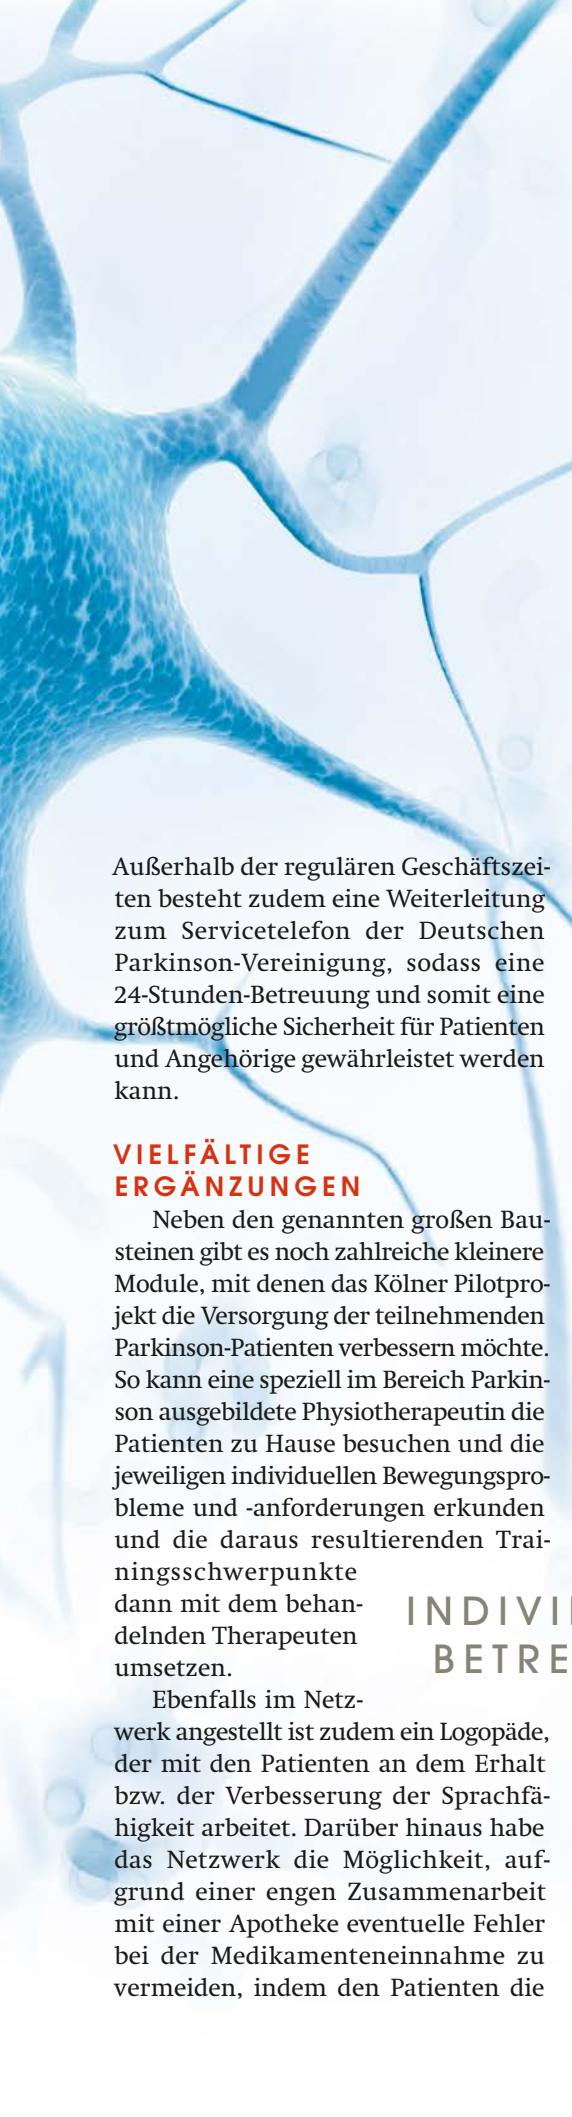 Außerhalb der regulären Geschäftszei-
ten besteht zudem eine Weiterleitung
zum Servicetelefon der Deutschen
Parkinson-Vereinigung, sodass eine
24-Stunden-Betreuung und somit eine
größtmögliche Sicherheit für Patienten
und Angehörige gewährleistet werden
kann.
VIELFÄLTIGE
ERGÄNZUNGEN
Neben den genannten großen Bau-
steinen gibt es noch zahlreiche kleinere
Module, mit denen das Kölner Pilotpro-
jekt die Versorgung der teilnehmenden
Parkinson-Patienten verbessern möchte.
So kann eine speziell im Bereich Parkin-
son ausgebildete Physiotherapeutin die
Patienten zu Hause besuchen und die
jeweiligen individuellen Bewegungspro-
bleme und -anforderungen erkunden
und die daraus resultierenden Trai-
ningsschwerpunkte
dann mit dem behan-
delnden Therapeuten
umsetzen.
Ebenfalls im Netz-
werk angestellt ist zudem ein Logopäde,
der mit den Patienten an dem Erhalt
bzw. der Verbesserung der Sprachfä-
higkeit arbeitet. Darüber hinaus habe
das Netzwerk die Möglichkeit, auf-
grund einer engen Zusammenarbeit
mit einer Apotheke eventuelle Fehler
bei der Medikamenteneinnahme zu
vermeiden, indem den Patienten die
INDIVI
BETRE